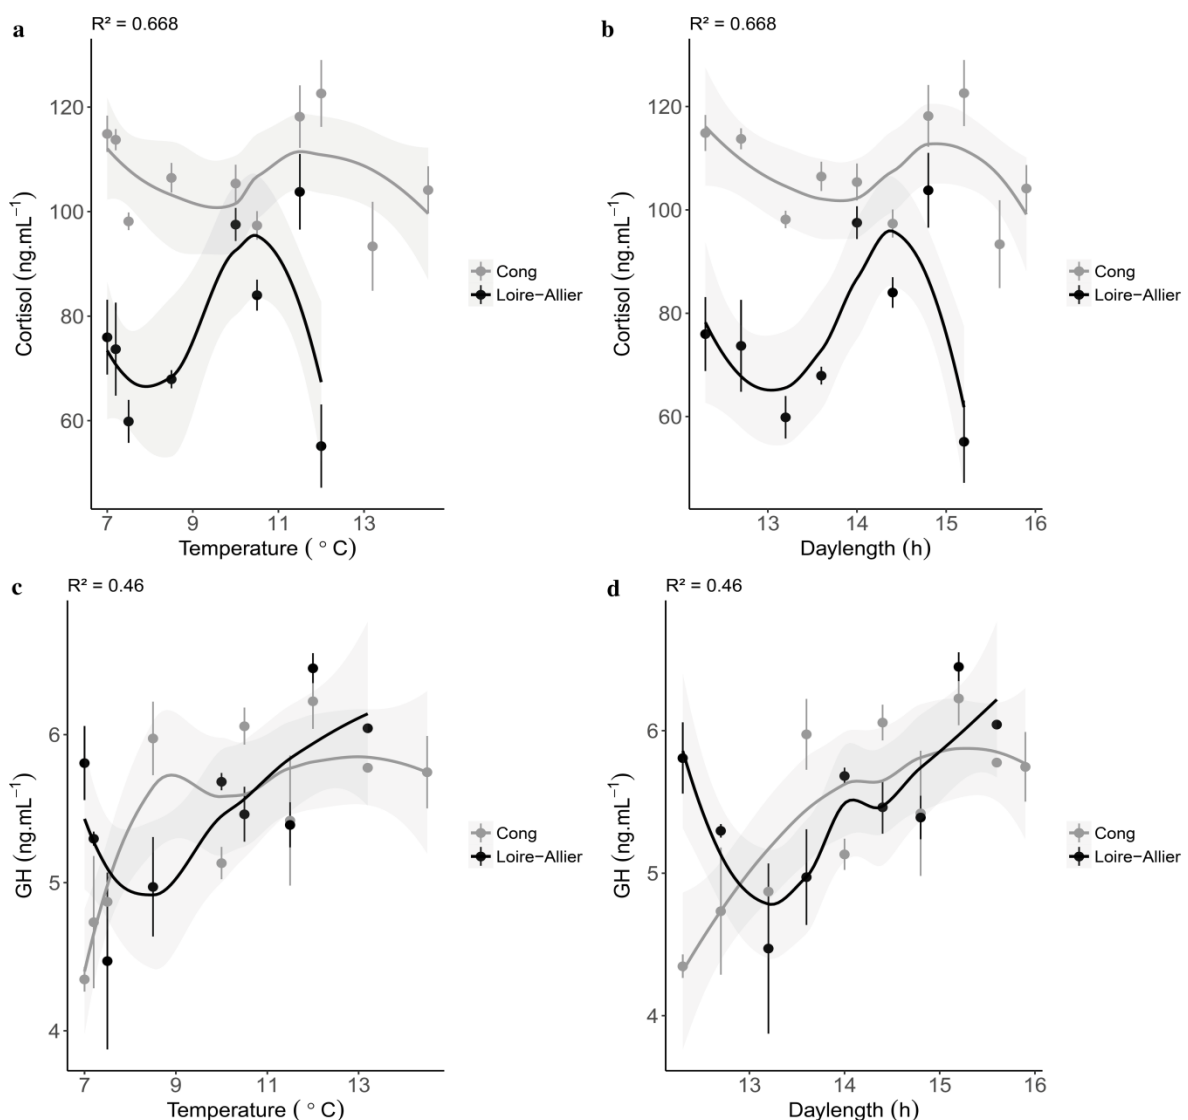 a
R² = 0.668
Cortisol (ng.mL⁻¹)
120
100
80
60
7
9
11
13
Temperature ( ° C)
Cong
Loire−Allier
b
R² = 0.668
Cortisol (ng.mL⁻¹)
120
100
80
60
13
14
15
16
Daylength (h)
Cong
Loire−Allier
c
R² = 0.46
GH (ng.mL⁻¹)
6
5
4
7
9
11
13
Temperature ( ° C)
Cong
Loire−Allier
d
R² = 0.46
GH (ng.mL⁻¹)
6
5
4
13
14
15
16
Daylength (h)
Cong
Loire−Allier